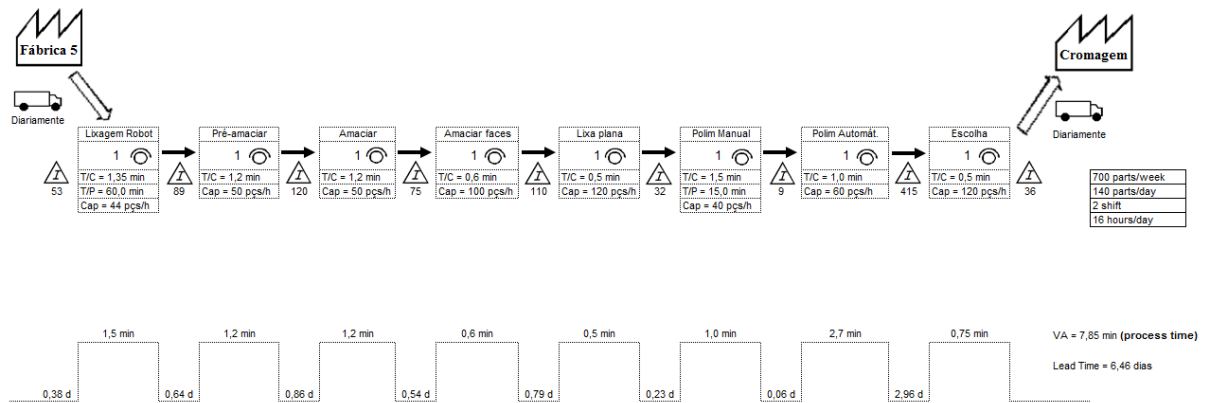 Fábrica 5
Cromagem
Diariamente
Diariamente
Lixagem Robot
1
T/C = 1,35 min
T/P = 60,0 min
Cap = 44 pçs/h
Pré-amaciar
1
T/C = 1,2 min
Cap = 50 pçs/h
Amaciar
1
T/C = 1,2 min
Cap = 50 pçs/h
Amaciar faces
1
T/C = 0,6 min
Cap = 100 pçs/h
Lixa plana
1
T/C = 0,5 min
Cap = 120 pçs/h
Polim Manual
1
T/C = 1,5 min
T/P = 15,0 min
Cap = 40 pçs/h
Polim Automát.
1
T/C = 1,0 min
Cap = 60 pçs/h
Escolha
1
T/C = 0,5 min
Cap = 120 pçs/h
I I I I I I I I I
53 89 120 75 110 32 9 415 36
700 parts/week
140 parts/day
2 shift
16 hours/day
1,5 min 1,2 min 1,2 min 0,6 min 0,5 min 1,0 min 2,7 min 0,75 min
VA = 7,85 min (process time)
Lead Time = 6,46 dias
0,38 d 0,64 d 0,86 d 0,54 d 0,79 d 0,23 d 0,06 d 2,96 d